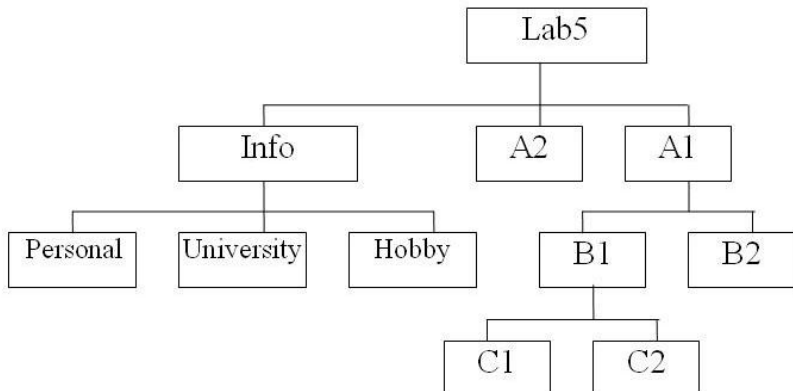 Lab5
Info
A2
A1
Personal
University
Hobby
B1
B2
C1
C2